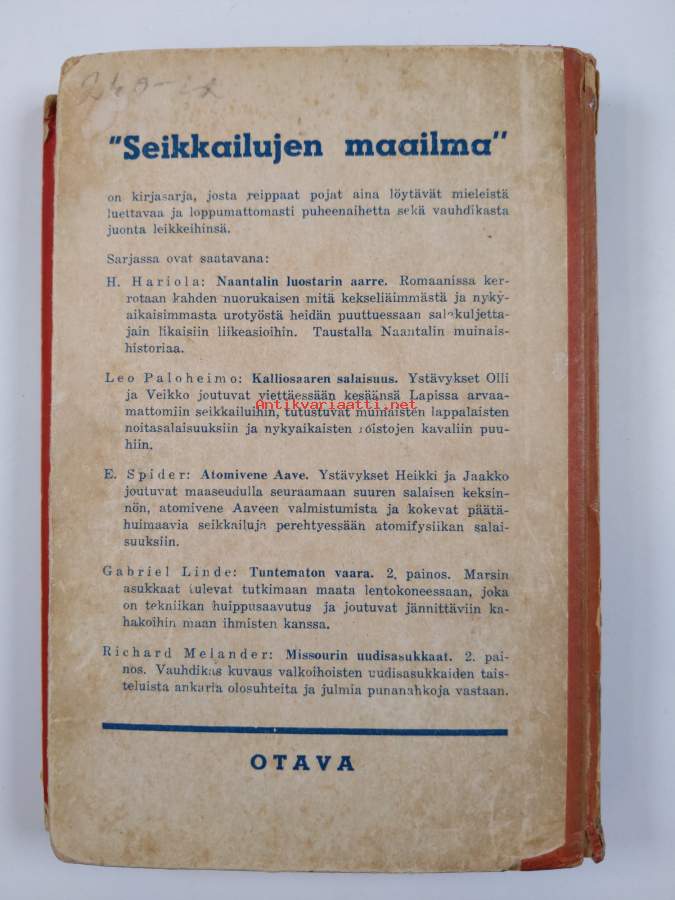 "Seikkailujen maailma"
on kirjasarja, josta reippaat pojat aina löytävät mieleistä
luettavaa ja loppumattomasti puheenaihetta sekä vauhdikasta
juonta leikkeihinsä.
Sarjassa ovat saatavana:
H. Hariola: Naantalin luostarin aarre. Romaanissa ker-
rotaan kahden nuorukaisen mitä kekseliäimmästä ja nyky-
aikaisimmasta urotyöstä heidän puuttuessaan salakuljetta-
jain likaisiin liikeasioihin. Taustalla Naantalin muinais-
historiaa.
Leo Paloheimo: Kalliosaaren salaisuus. Ystävykset Olli
ja Veikko joutuvat viettäessään kesäänsä Lapissa arvaa-
mattomiin seikkailuihin, tutustuvat muinaisten lappalaisten
noitasalaisuuksiin ja nykyaikaisten roistojen kavaliin puu-
hiin.
Antikvariaatti.net
E. Spider: Atomivene Aave. Ystävykset Heikki ja Jaakko
joutuvat maaseudulla seuraamaan suuren salaisen keksin-
nön, atomivene Aaveen valmistumista ja kokevat päätä-
huimaavia seikkailuja perehtyessään atomifysiikan salai-
suuksiin.
Gabriel Linde: Tuntematon vaara. 2. painos. Marsin
asukkaat tulevat tutkimaan maata lentokoneessaan, joka
on tekniikan huippusaavutus ja joutuvat jännittäviin ka-
hakoihin maan ihmisten kanssa.
Richard Melander: Missourin uudisasukkaat. 2. pai-
nos. Vauhdikas kuvaus valkoihoisten uudisasukkaiden tais-
teluista ankaria olosuhteita ja julmia punanahkoja vastaan.
OTAVA